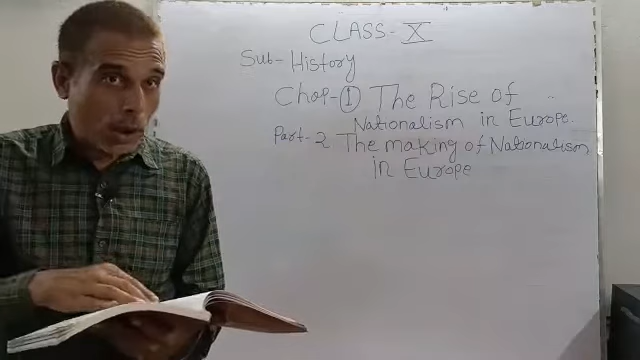 CLASS-X
Sub- History
Chap-① The Rise of
Nationalism in Europe.
Part-2 The making of Nationalism
in Europe